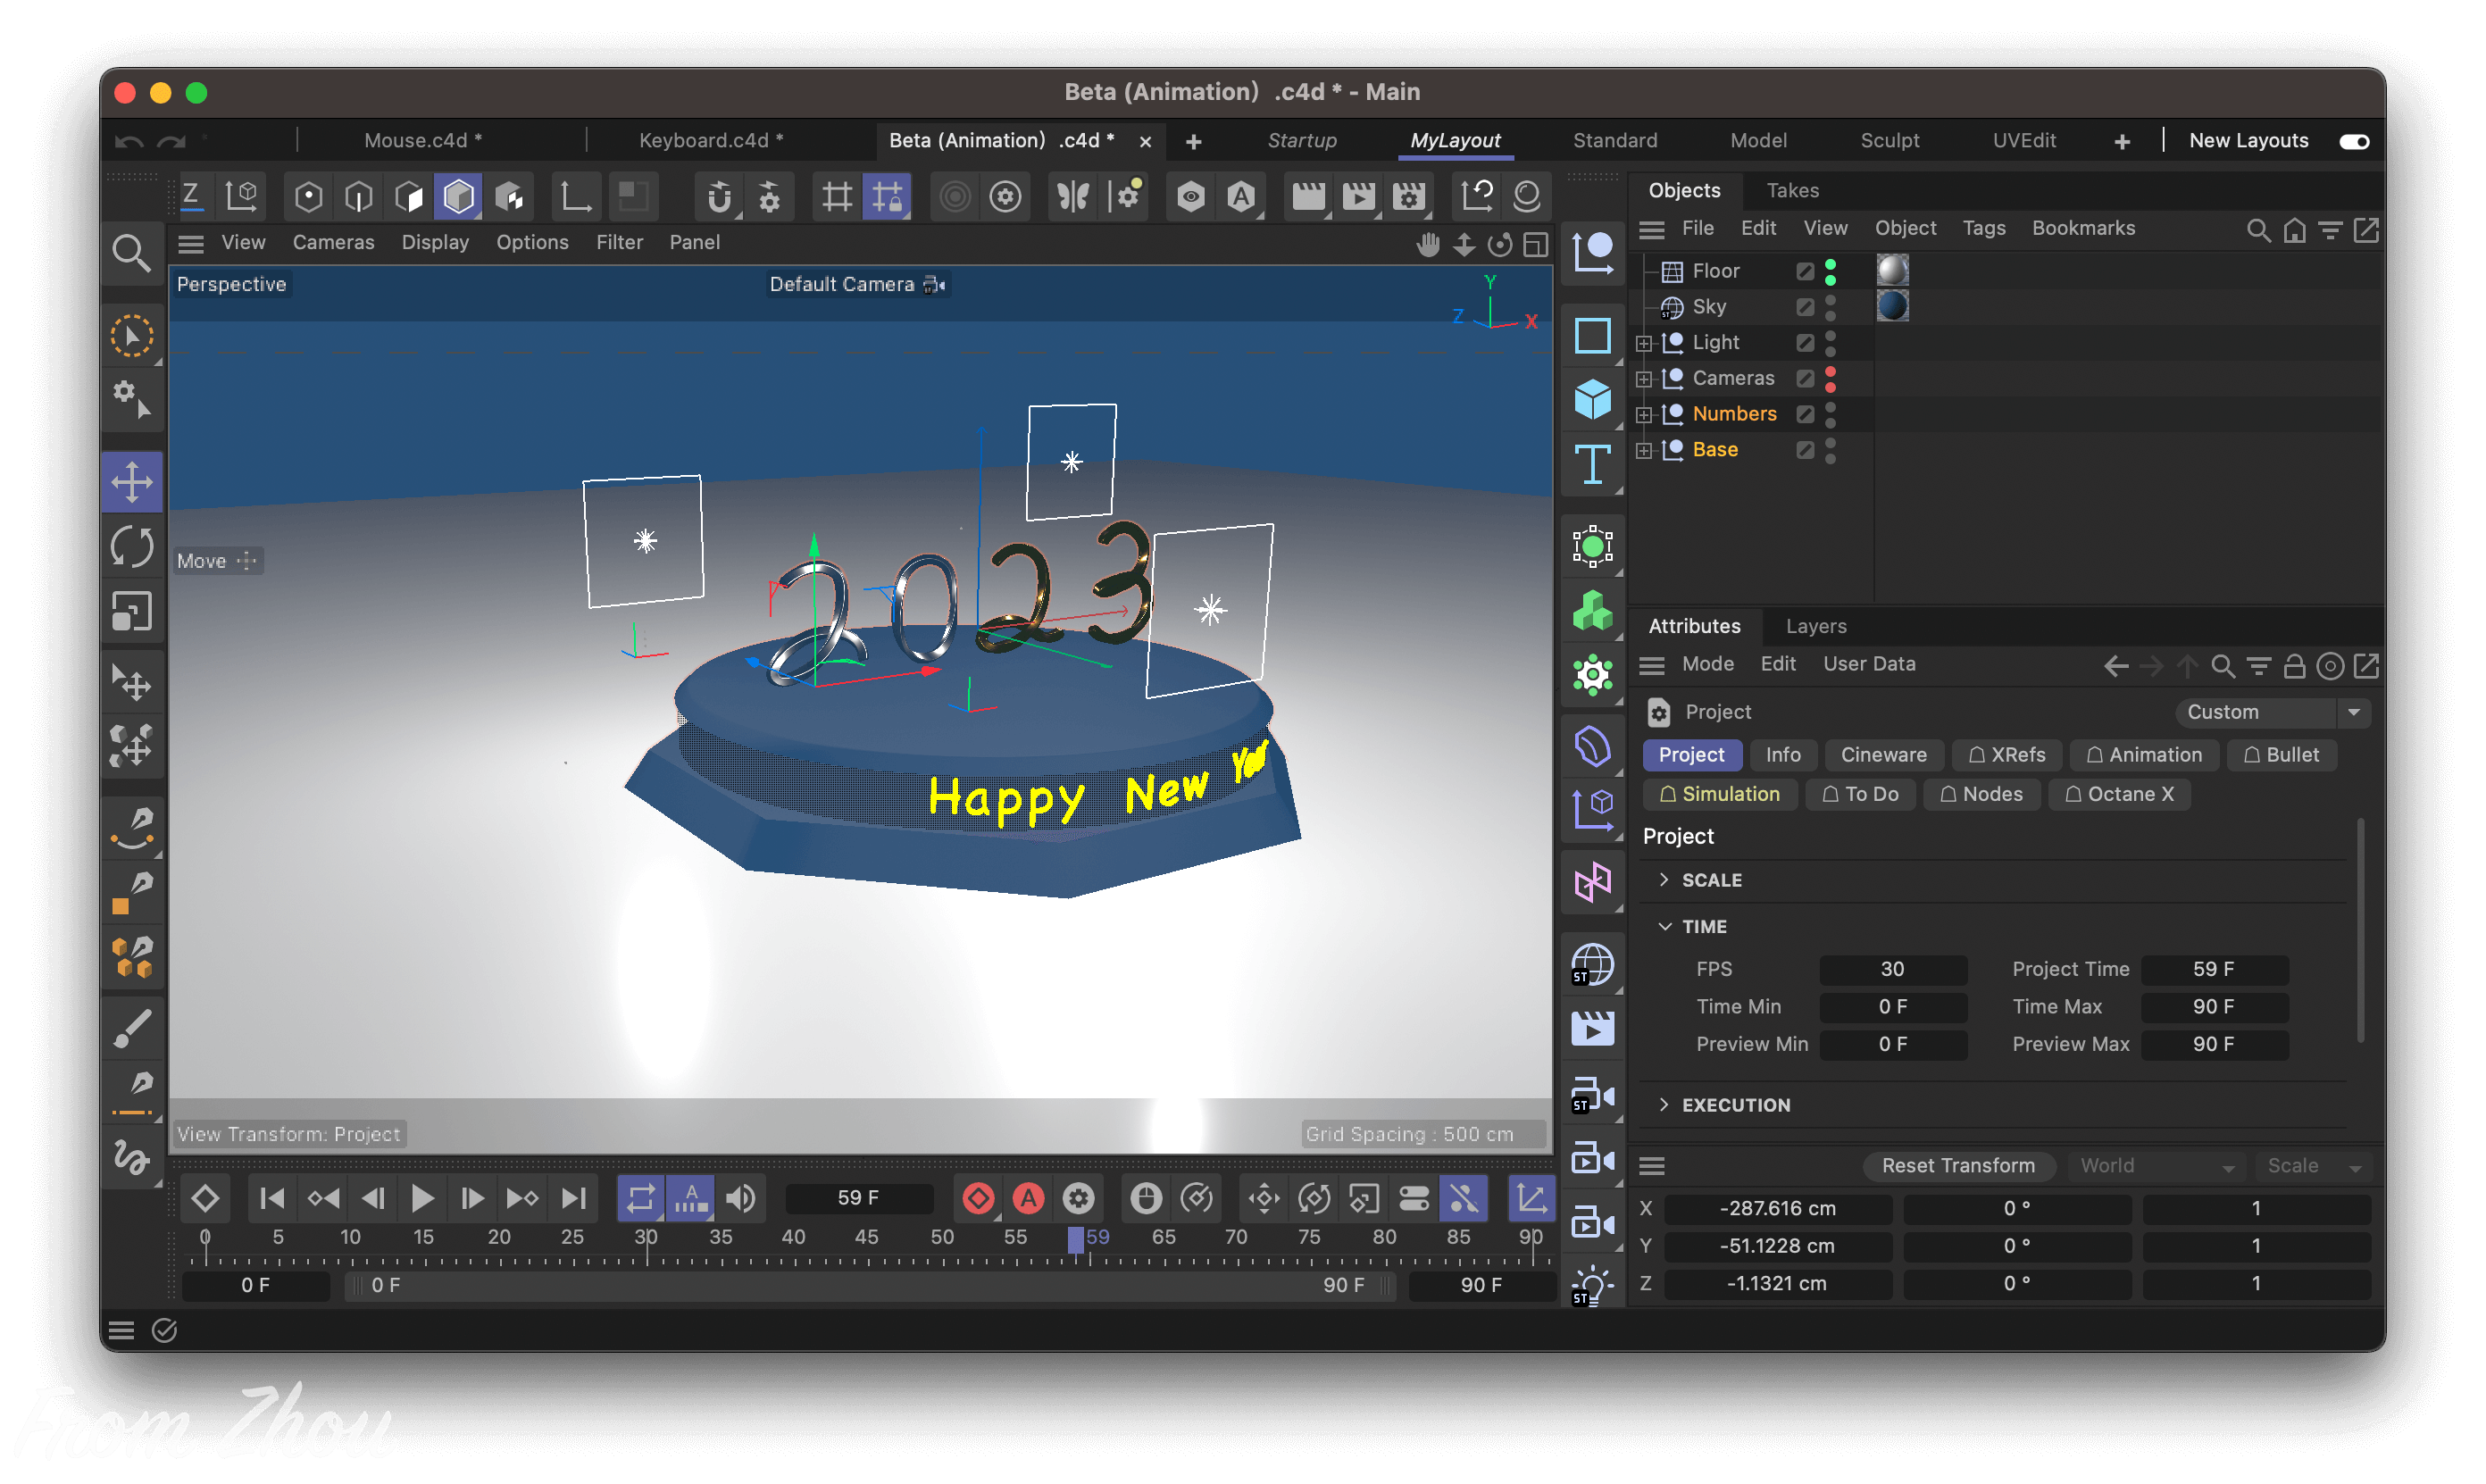 Beta (Animation) .c4d * - Main
Mouse.c4d *
Keyboard.c4d *
Beta (Animation) .c4d *
Startup
MyLayout
Standard
Model
Sculpt
UVEdit
New Layouts
Z
A
View
Cameras
Display
Options
Filter
Panel
Perspective
Default Camera
Y
Z
X
Move
2023
Happy New
View Transform: Project
Grid Spacing : 500 cm
A
59 F
A
0 5 10 15 20 25 30 35 40 45 50 55 59 65 70 75 80 85 90
0 F
0 F
90 F
90 F
T
ST
ST
ST
Objects
Takes
File
Edit
View
Object
Tags
Bookmarks
Floor
Sky
Light
Cameras
Numbers
Base
Attributes
Layers
Mode
Edit
User Data
Project
Custom
Project
Info
Cineware
XRefs
Animation
Bullet
Simulation
To Do
Nodes
Octane X
Project
SCALE
TIME
FPS 30 Project Time 59 F
Time Min 0 F Time Max 90 F
Preview Min 0 F Preview Max 90 F
EXECUTION
Reset Transform
World
Scale
X -287.616 cm 0 ° 1
Y -51.1228 cm 0 ° 1
Z -1.1321 cm 0 ° 1
From Zhou